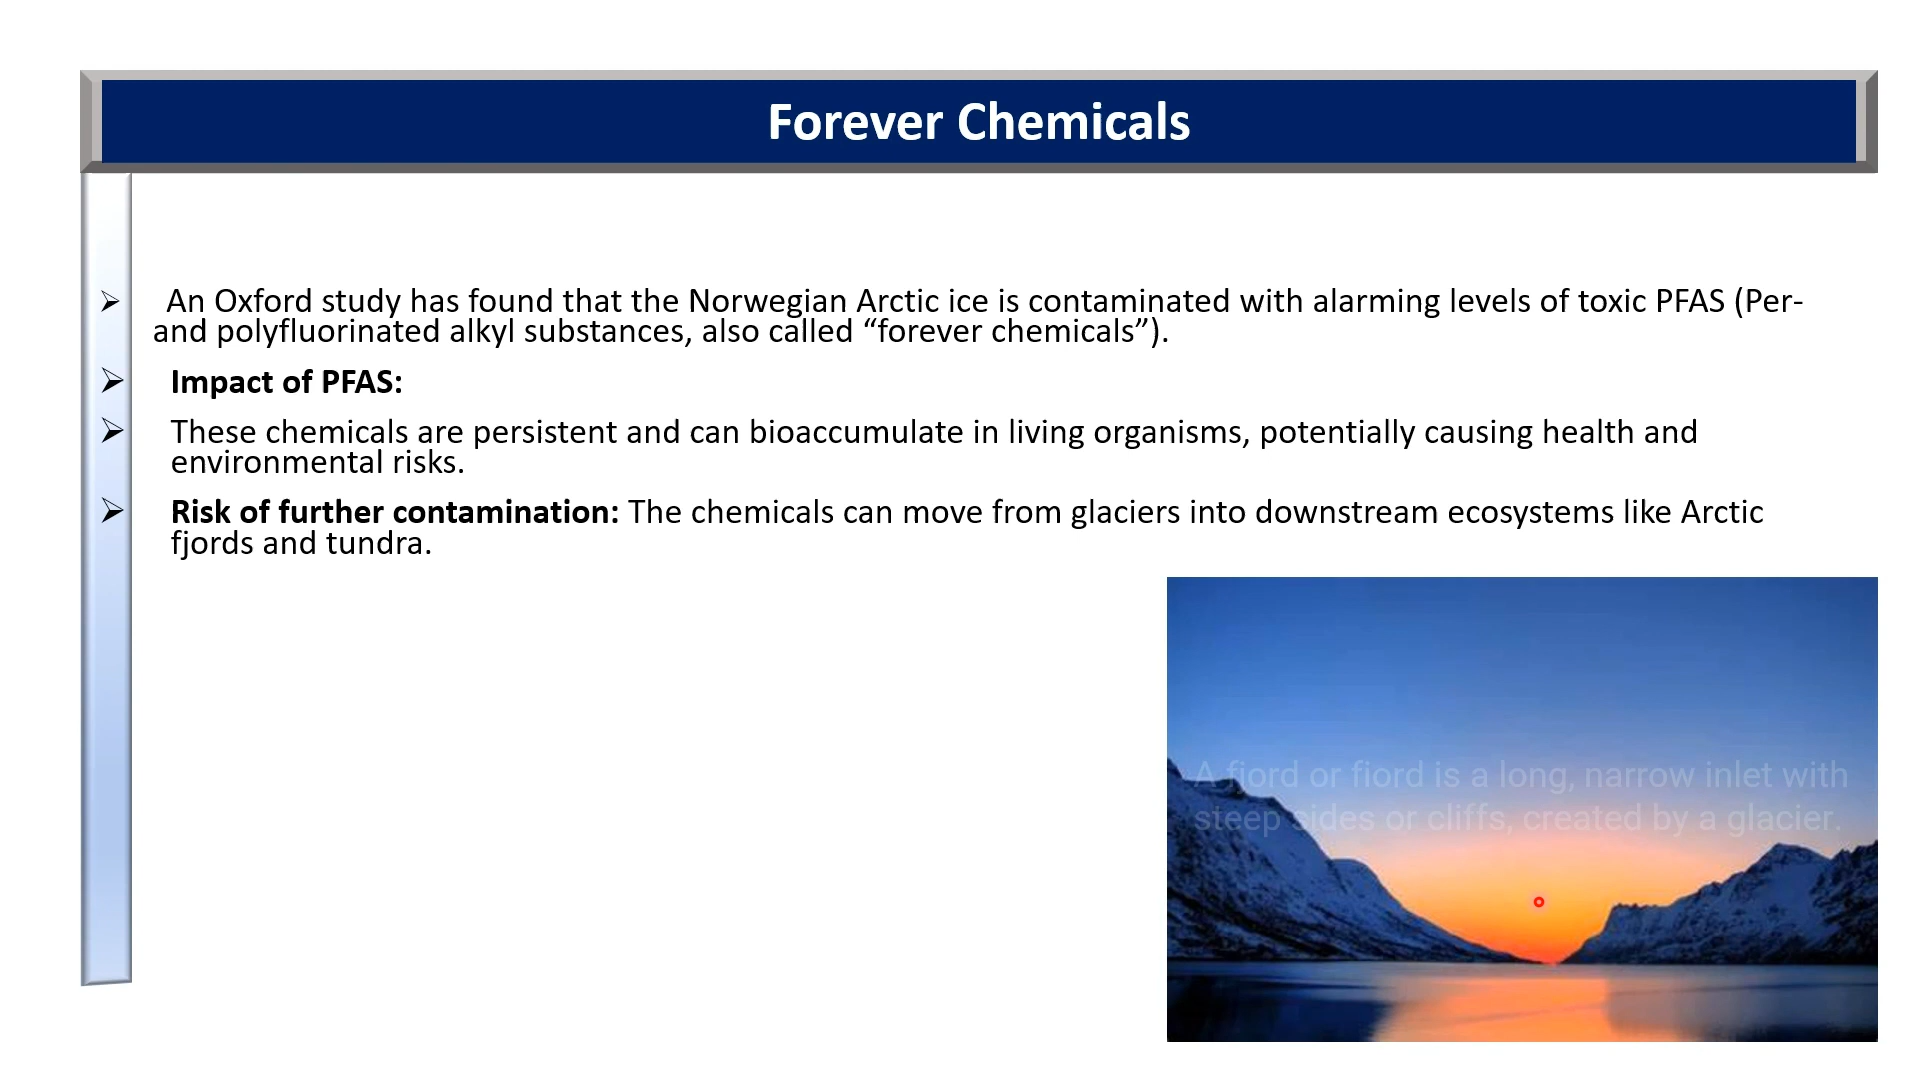 Forever Chemicals
An Oxford study has found that the Norwegian Arctic ice is contaminated with alarming levels of toxic PFAS (Per-
and polyfluorinated alkyl substances, also called “forever chemicals”).
Impact of PFAS:
These chemicals are persistent and can bioaccumulate in living organisms, potentially causing health and
environmental risks.
Risk of further contamination: The chemicals can move from glaciers into downstream ecosystems like Arctic
fjords and tundra.
A fjord or fiord is a long, narrow inlet with
steep sides or cliffs, created by a glacier.